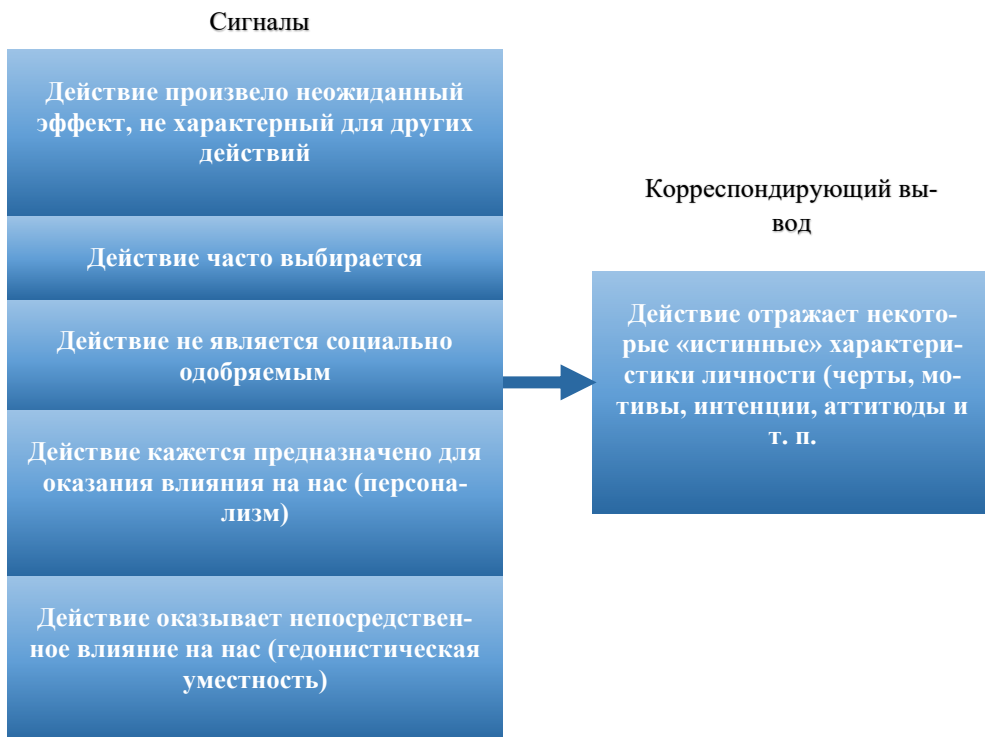 Сигналы
Действие произвело неожиданный
эффект, не характерный для других
действий
Действие часто выбирается
Действие не является социально
одобряемым
Действие кажется предназначено для
оказания влияния на нас (персона-
лизм)
Действие оказывает непосредствен-
ное влияние на нас (гедонистическая
уместность)
Корреспондирующий вы-
вод
Действие отражает некото-
рые «истинные» характери-
стики личности (черты, мо-
тивы, интенции, аттитюды и
т. п.